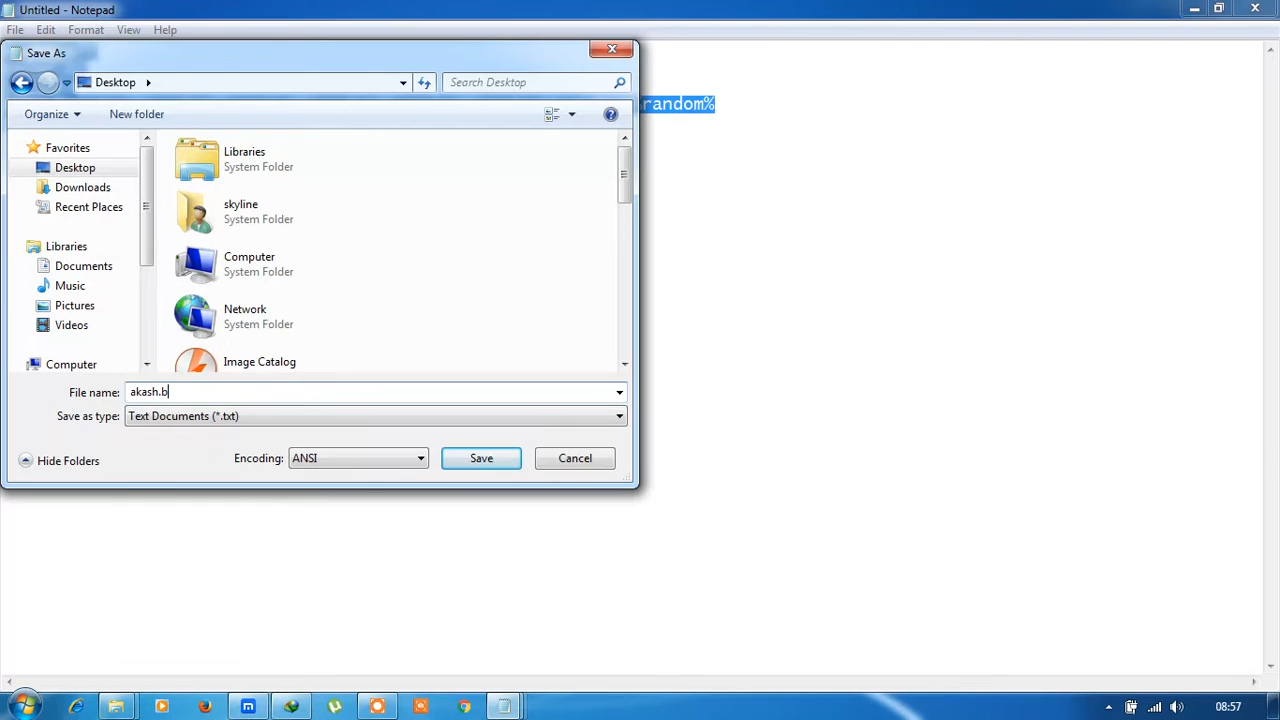 Untitled - Notepad
File Edit Format View Help
Save As
Desktop
Search Desktop
Organize New folder
%random%
Favorites
Desktop
Downloads
Recent Places
Libraries
Documents
Music
Pictures
Videos
Computer
Libraries
System Folder
skyline
System Folder
Computer
System Folder
Network
System Folder
Image Catalog
File name: akash.b
Save as type: Text Documents (*.txt)
Hide Folders
Encoding: ANSI
Save
Cancel
08:57